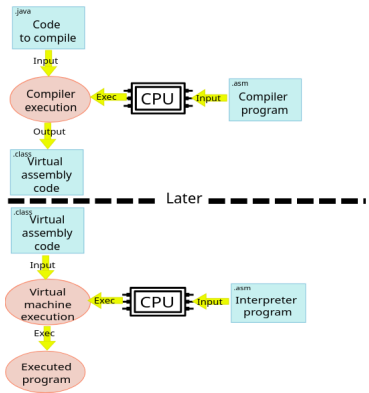 .java
Code
to compile
Input
Compiler
execution
Exec
CPU
Input
.asm
Compiler
program
Output
.class
Virtual
assembly
code
Later
.class
Virtual
assembly
code
Input
Virtual
machine
execution
Exec
CPU
Input
.asm
Interpreter
program
Exec
Executed
program